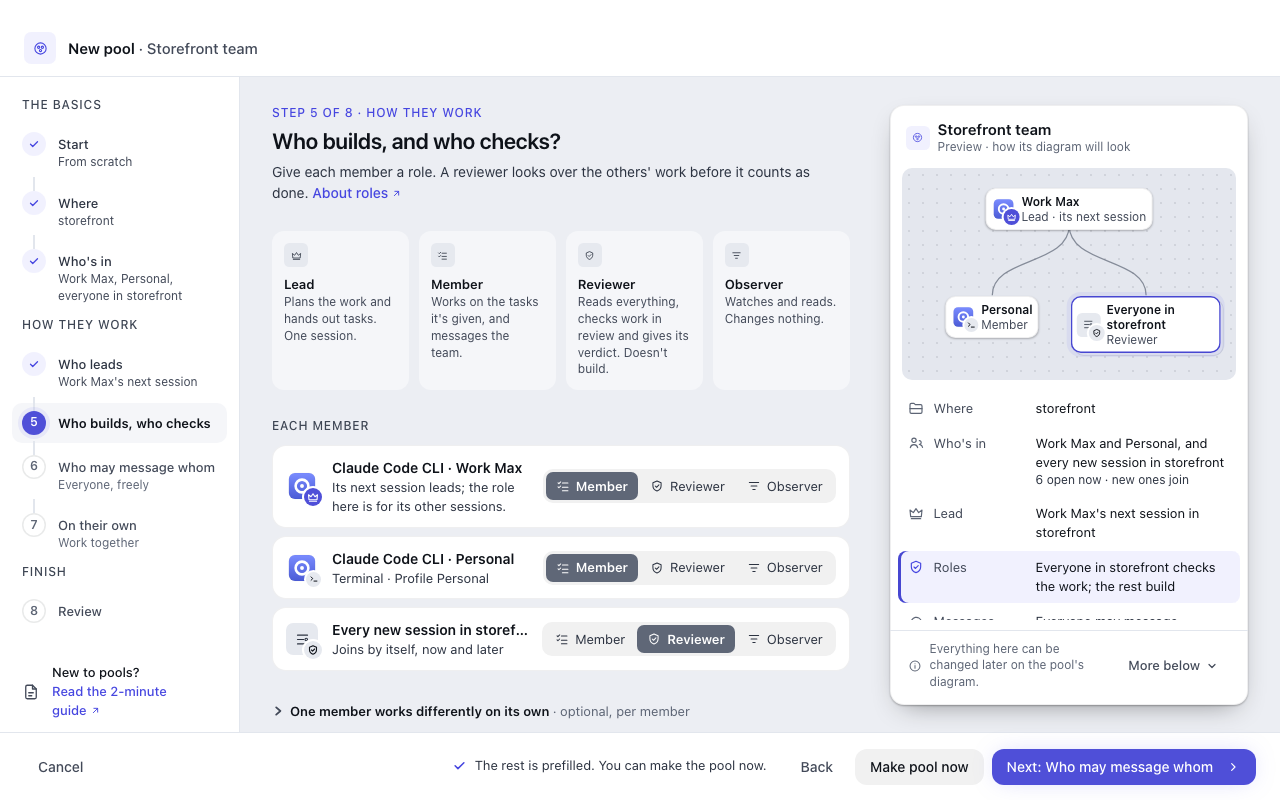 New pool · Storefront team
THE BASICS
Start
From scratch
Where
storefront
Who's in
Work Max, Personal,
everyone in storefront
HOW THEY WORK
Who leads
Work Max's next session
5
Who builds, who checks
6
Who may message whom
Everyone, freely
7
On their own
Work together
FINISH
8
Review
New to pools?
Read the 2-minute
guide ↗
STEP 5 OF 8 · HOW THEY WORK
Who builds, and who checks?
Give each member a role. A reviewer looks over the others' work before it counts as
done. About roles ↗
Lead
Plans the work and
hands out tasks.
One session.
Member
Works on the tasks
it's given, and
messages the
team.
Reviewer
Reads everything,
checks work in
review and gives its
verdict. Doesn't
build.
Observer
Watches and reads.
Changes nothing.
EACH MEMBER
Claude Code CLI · Work Max
Its next session leads; the role
here is for its other sessions.
Member Reviewer Observer
Claude Code CLI · Personal
Terminal · Profile Personal
Member Reviewer Observer
Every new session in storef...
Joins by itself, now and later
Member Reviewer Observer
One member works differently on its own · optional, per member
Storefront team
Preview · how its diagram will look
Work Max
Lead · its next session
Personal
Member
Everyone in
storefront
Reviewer
Where
storefront
Who's in
Work Max and Personal, and
every new session in storefront
6 open now · new ones join
Lead
Work Max's next session in
storefront
Roles
Everyone in storefront checks
the work; the rest build
Everything here can be
changed later on the pool's
diagram.
More below
Cancel
The rest is prefilled. You can make the pool now.
Back
Make pool now
Next: Who may message whom